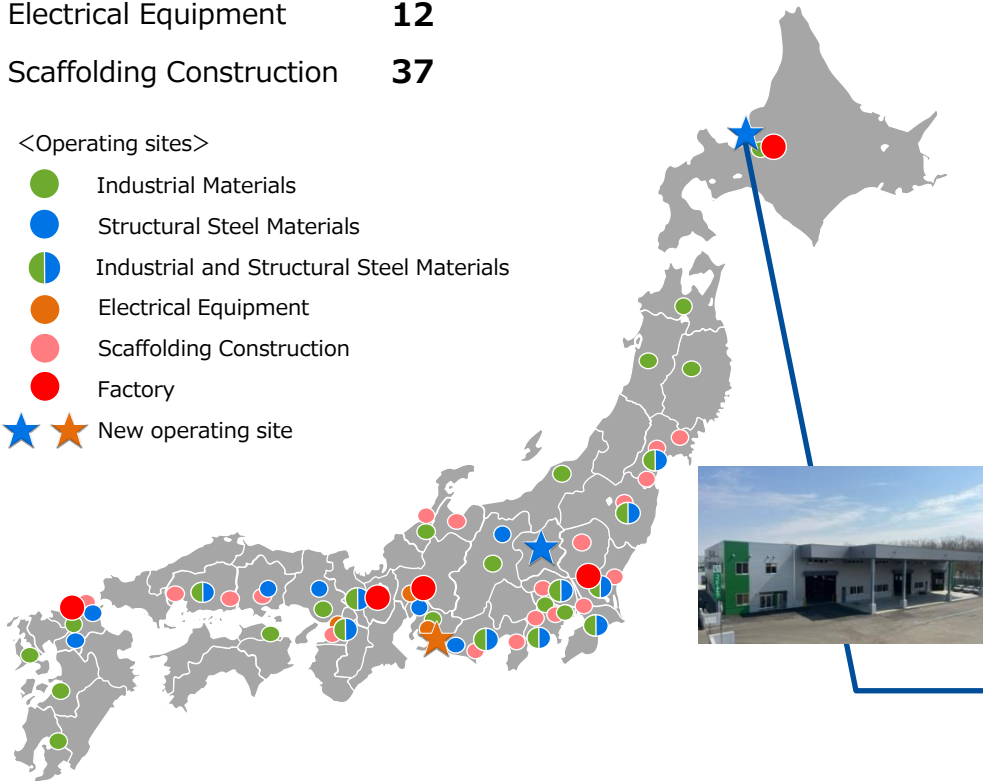 Electrical Equipment 12
Scaffolding Construction 37
<Operating sites>
Industrial Materials
Structural Steel Materials
Industrial and Structural Steel Materials
Electrical Equipment
Scaffolding Construction
Factory
New operating site